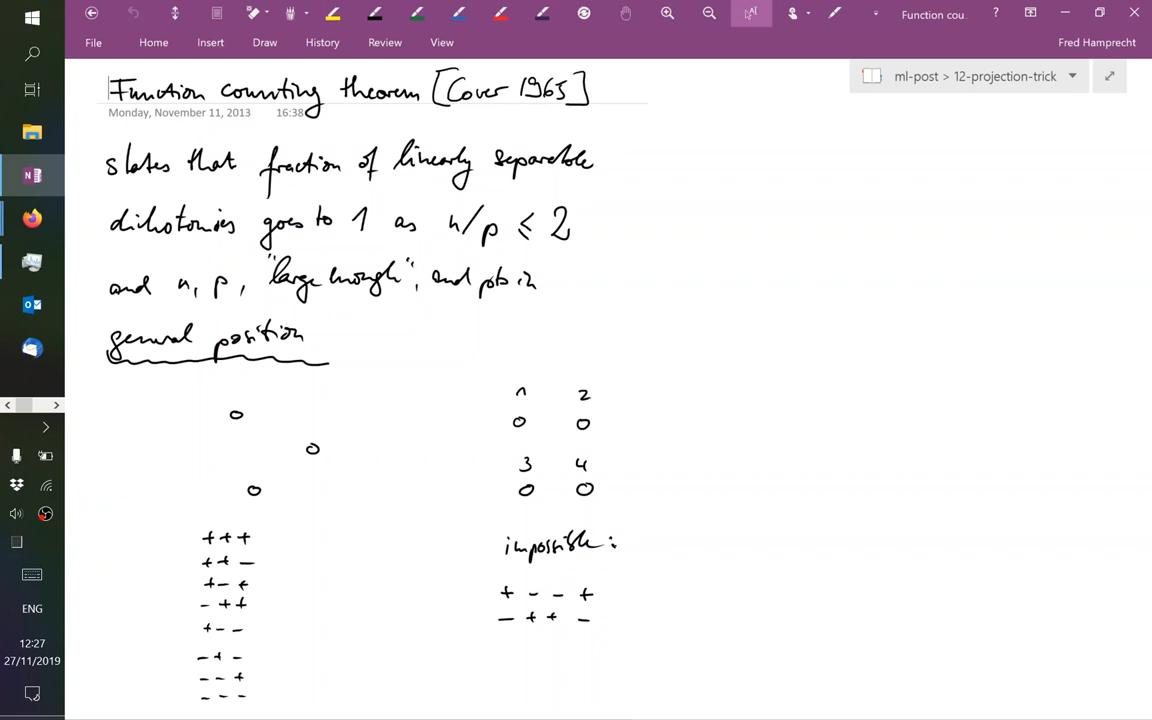 Function cou...
?
File
Home
Insert
Draw
History
Review
View
Fred Hamprecht
ml-post > 12-projection-trick
Function counting theorem [Cover 1965]
Monday, November 11, 2013 16:38
states that fraction of linearly separable
dichotomies goes to 1 as n/p ≤ 2
and n, p, "large enough", and pts in
general position
1 2
3 4
impossible:
+ + +
+ + -
+ - +
- + +
+ - -
- + -
- - +
- - -
+ - - +
- + + -
ENG
12:27
27/11/2019